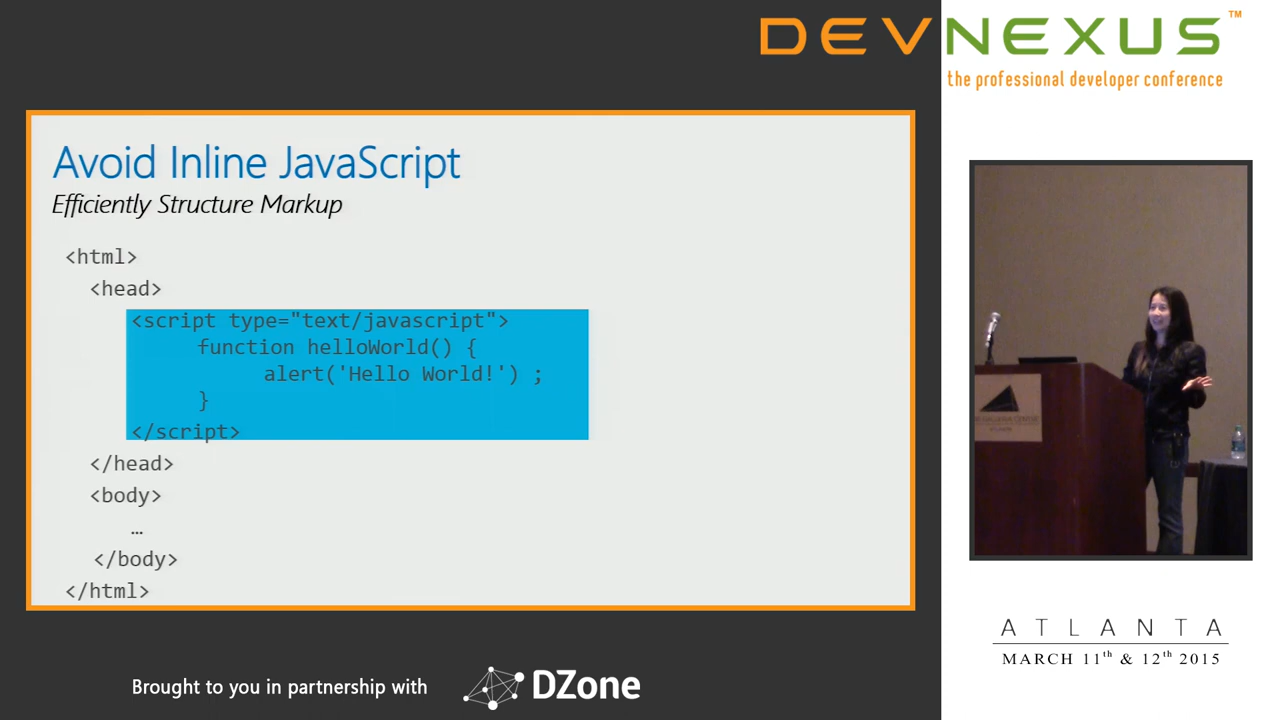 DEVNEXUS™
the professional developer conference
Avoid Inline JavaScript
Efficiently Structure Markup
<html>
<head>
<script type="text/javascript">
function helloWorld() {
alert('Hello World!') ;
}
</script>
</head>
<body>
…
</body>
</html>
ATLANTA
MARCH 11th & 12th 2015
Brought to you in partnership with
DZone